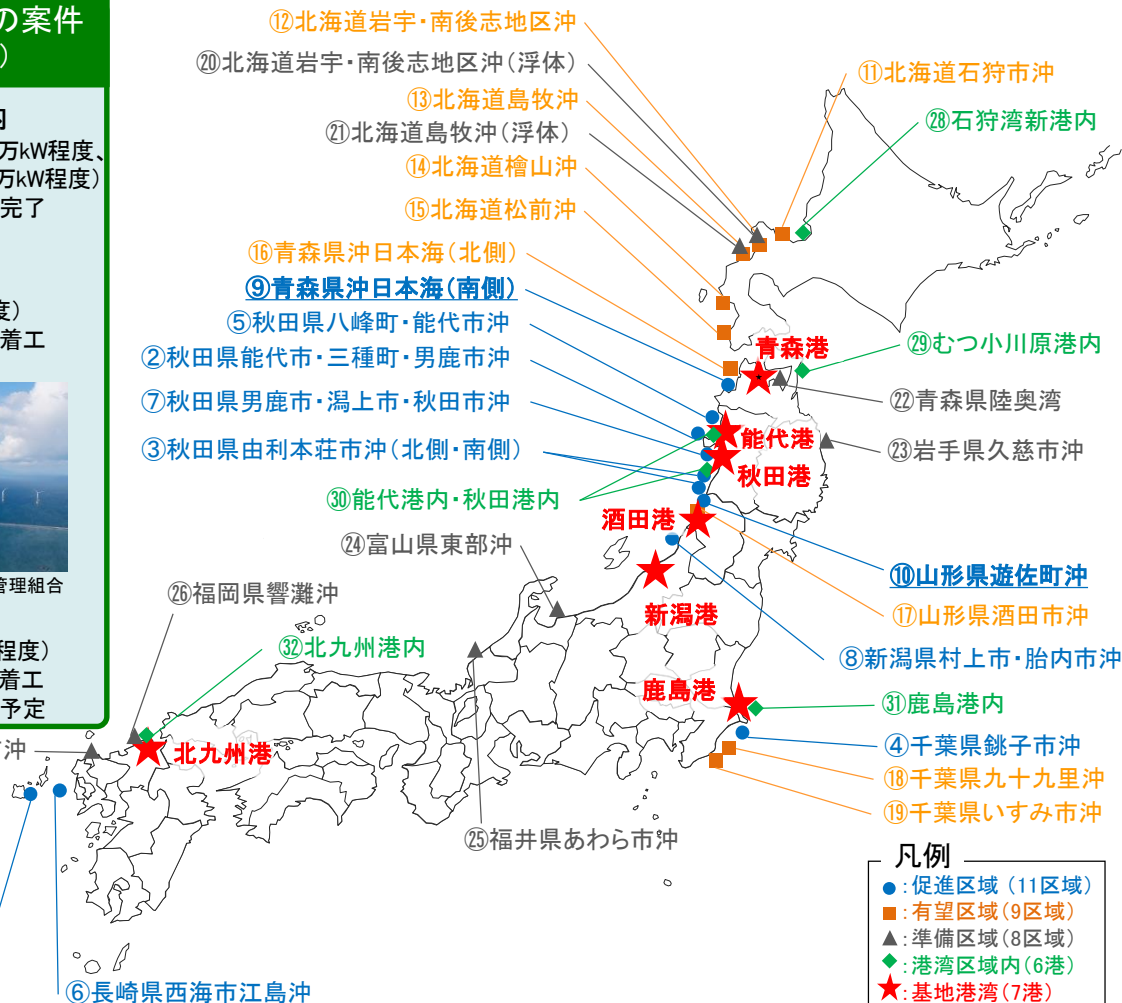 の案件
)
内
万kW程度、
万kW程度)
完了
度)
着工
管理組合
程度)
着工
予定
⑫北海道岩宇・南後志地区沖
⑳北海道岩宇・南後志地区沖(浮体)
⑬北海道島牧沖
㉑北海道島牧沖(浮体)
⑭北海道檜山沖
⑮北海道松前沖
⑯青森県沖日本海(北側)
⑨青森県沖日本海(南側)
⑤秋田県八峰町・能代市沖
②秋田県能代市・三種町・男鹿市沖
⑦秋田県男鹿市・潟上市・秋田市沖
③秋田県由利本荘市沖(北側・南側)
㉚能代港内・秋田港内
㉔富山県東部沖
㉖福岡県響灘沖
㉜北九州港内
⑪北海道石狩市沖
㉘石狩湾新港内
青森港
㉙むつ小川原港内
㉒青森県陸奥湾
能代港
㉓岩手県久慈市沖
秋田港
酒田港
⑩山形県遊佐町沖
新潟港
⑰山形県酒田市沖
⑧新潟県村上市・胎内市沖
鹿島港
㉛鹿島港内
④千葉県銚子市沖
⑱千葉県九十九里沖
⑲千葉県いすみ市沖
市沖
北九州港
㉕福井県あわら市沖
⑥長崎県西海市江島沖
凡例
●:促進区域 (11区域)
■:有望区域(9区域)
▲:準備区域(8区域)
◆:港湾区域内(6港)
★:基地港湾(7港)